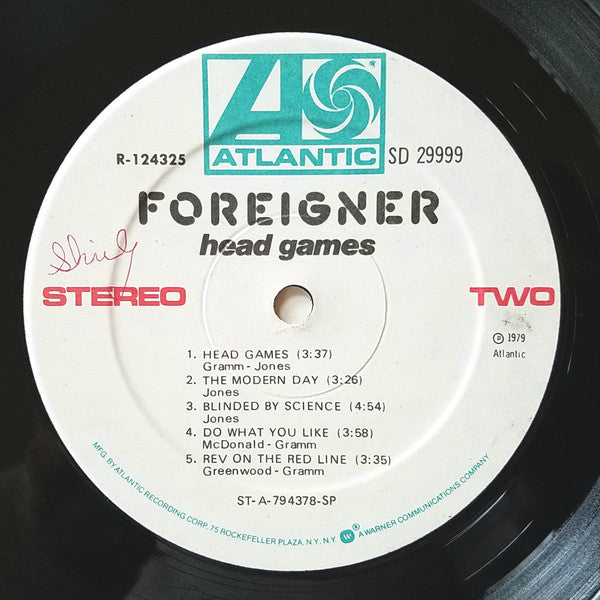 ATLANTIC
R-124325
SD 29999
FOREIGNER
head games
Shirly
STEREO
TWO
℗ 1979
Atlantic
1. HEAD GAMES (3:37)
Gramm - Jones
2. THE MODERN DAY (3:26)
Jones
3. BLINDED BY SCIENCE (4:54)
Jones
4. DO WHAT YOU LIKE (3:58)
McDonald - Gramm
5. REV ON THE RED LINE (3:35)
Greenwood - Gramm
ST-A-794378-SP
MFG. BY ATLANTIC RECORDING CORP. 75 ROCKEFELLER PLAZA, N.Y. N.Y. A WARNER COMMUNICATIONS COMPANY